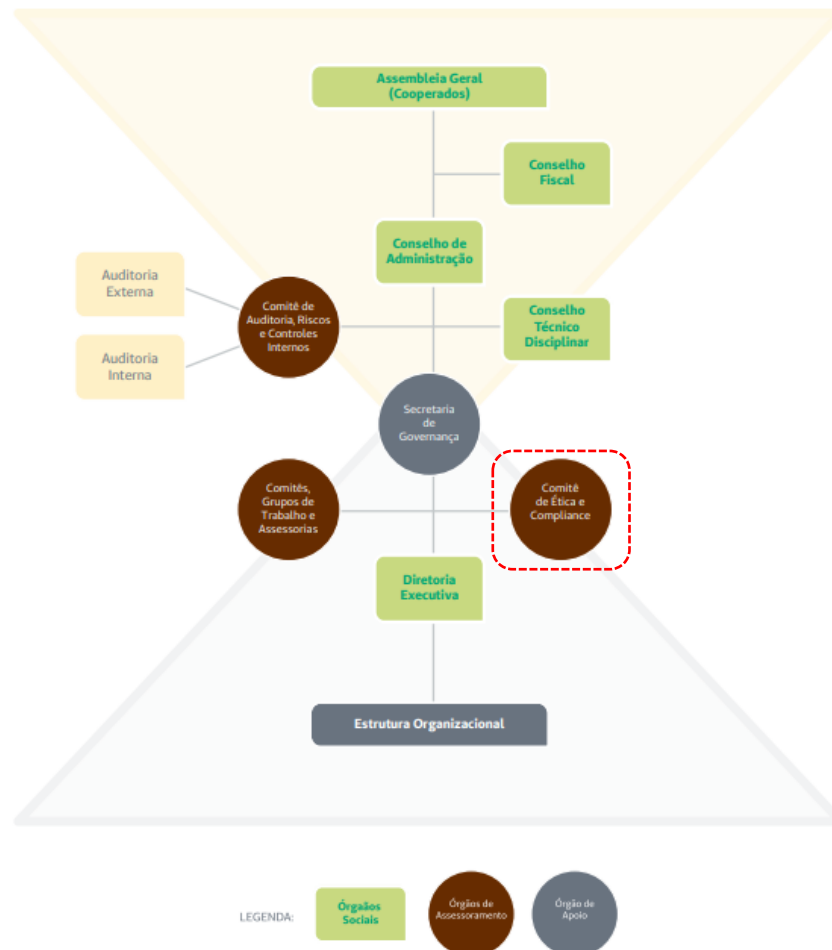 Assembleia Geral
(Cooperados)
Conselho
Fiscal
Conselho de
Administração
Auditoria
Externa
Comitê de
Auditoria, Riscos
e Controles
Internos
Conselho
Técnico
Disciplinar
Auditoria
Interna
Secretaria
de
Governança
Comitês,
Grupos de
Trabalho e
Assessorias
Comitê
de Ética e
Compliance
Diretoria
Executiva
Estrutura Organizacional
LEGENDA:
Órgaãos
Sociais
Órgãos de
Assessoramento
Órgão de
Apoio